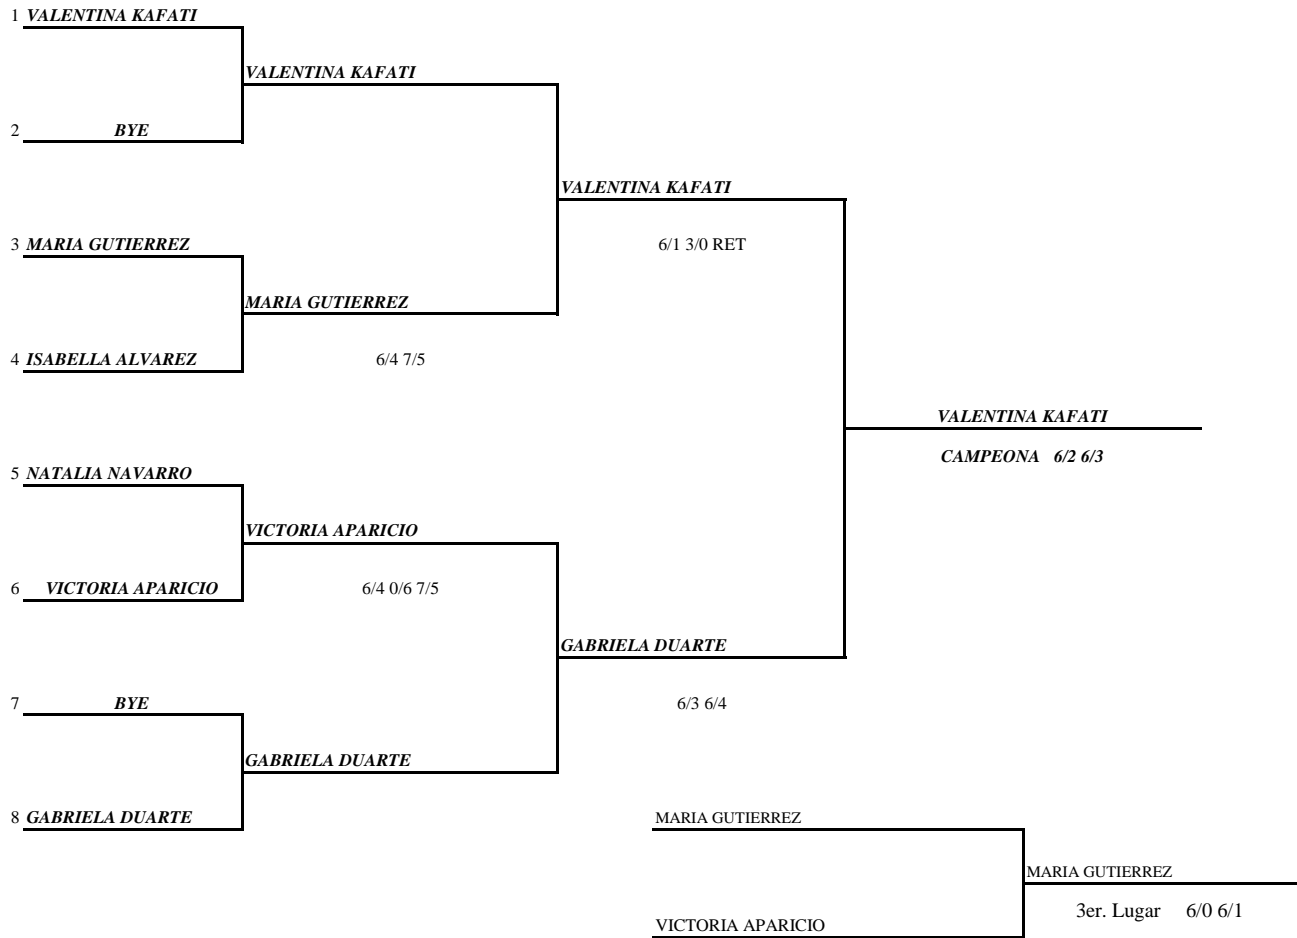 1 VALENTINA KAFATI
VALENTINA KAFATI
2 BYE
VALENTINA KAFATI
3 MARIA GUTIERREZ
6/1 3/0 RET
MARIA GUTIERREZ
4 ISABELLA ALVAREZ
6/4 7/5
VALENTINA KAFATI
CAMPEONA 6/2 6/3
5 NATALIA NAVARRO
VICTORIA APARICIO
6 VICTORIA APARICIO
6/4 0/6 7/5
GABRIELA DUARTE
7 BYE
6/3 6/4
GABRIELA DUARTE
8 GABRIELA DUARTE
MARIA GUTIERREZ
MARIA GUTIERREZ
3er. Lugar 6/0 6/1
VICTORIA APARICIO